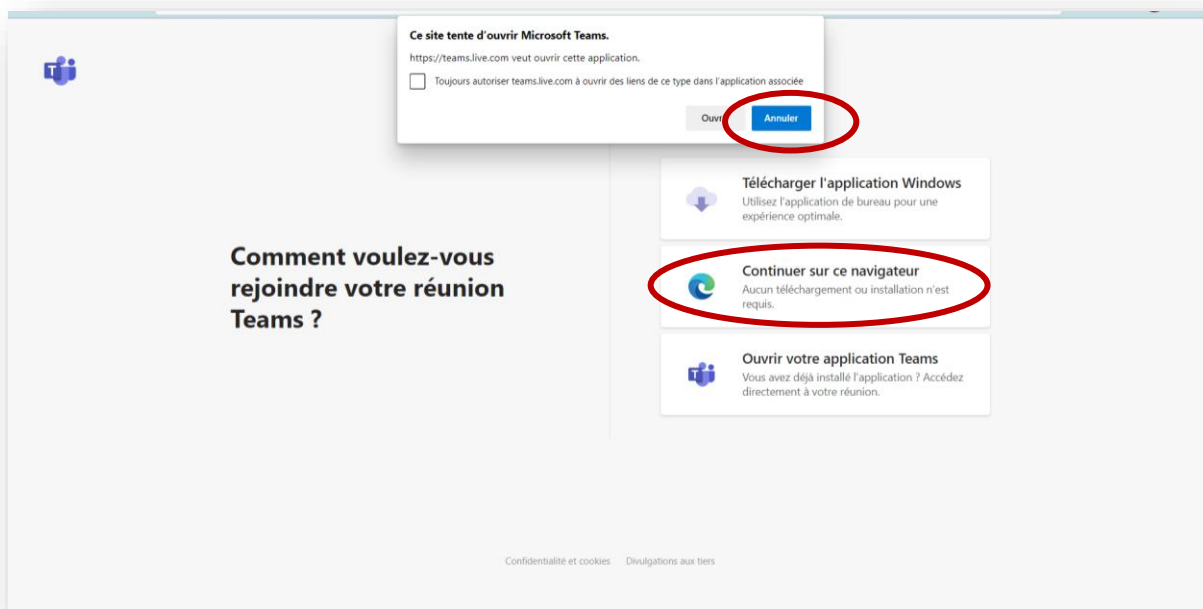 Ce site tente d'ouvrir Microsoft Teams.
https://teams.live.com veut ouvrir cette application.
Toujours autoriser teams.live.com à ouvrir des liens de ce type dans l'application associée
Annuler
Télécharger l'application Windows
Utilisez l'application de bureau pour une
expérience optimale.
Comment voulez-vous
rejoindre votre réunion
Teams ?
Continuer sur ce navigateur
Aucun téléchargement ou installation n'est
requis.
Ouvrir votre application Teams
Vous avez déjà installé l'application ? Accédez
directement à votre réunion.
Confidentialité et cookies Divulgations aux tiers